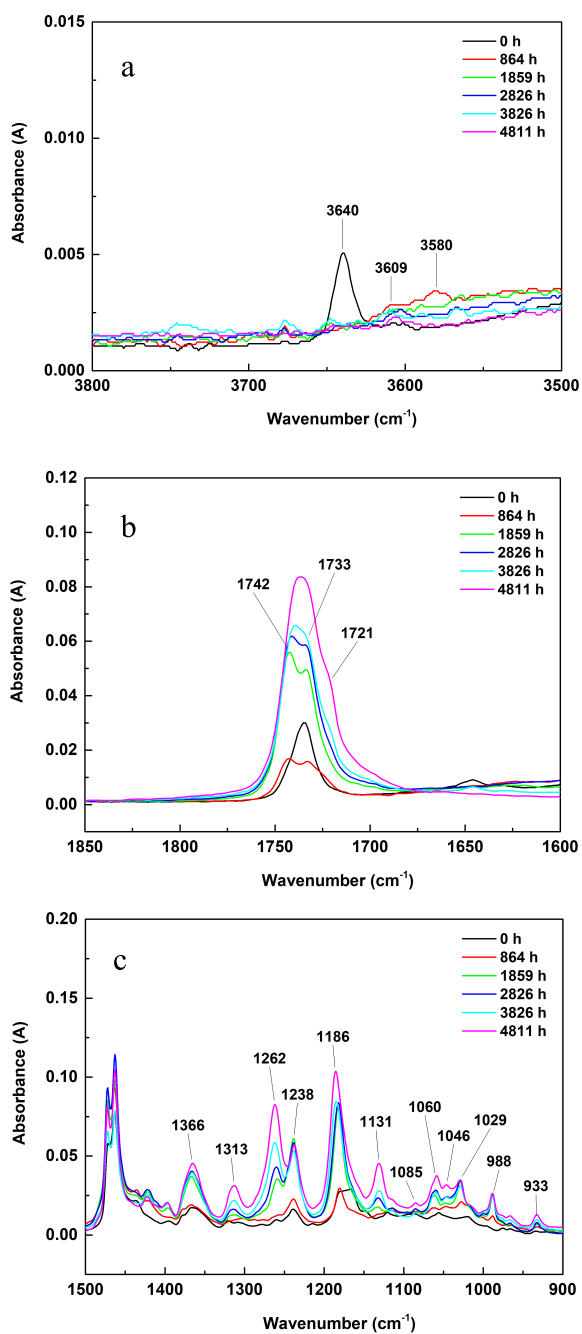 0.015
a
0 h
864 h
1859 h
2826 h
3826 h
4811 h
0.010
Absorbance (A)
3640
0.005
3609
3580
0.000
3800
3700
3600
3500
Wavenumber (cm-1)
0.12
b
0 h
864 h
1859 h
2826 h
3826 h
4811 h
0.10
0.08
1742
1733
1721
0.06
Absorbance (A)
0.04
0.02
0.00
1850
1800
1750
1700
1650
1600
Wavenumber (cm-1)
0.20
c
0 h
864 h
1859 h
2826 h
3826 h
4811 h
0.15
Absorbance (A)
1186
1262
0.10
1238
1366
1313
1131
1085
1060
1046
1029
988
933
0.05
0.00
1500
1400
1300
1200
1100
1000
900
Wavenumber (cm-1)